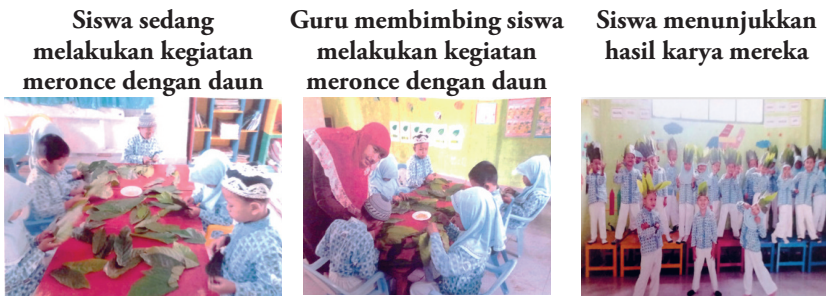 Siswa sedang
melakukan kegiatan
meronce dengan daun
Guru membimbing siswa
melakukan kegiatan
meronce dengan daun
Siswa menunjukkan
hasil karya mereka